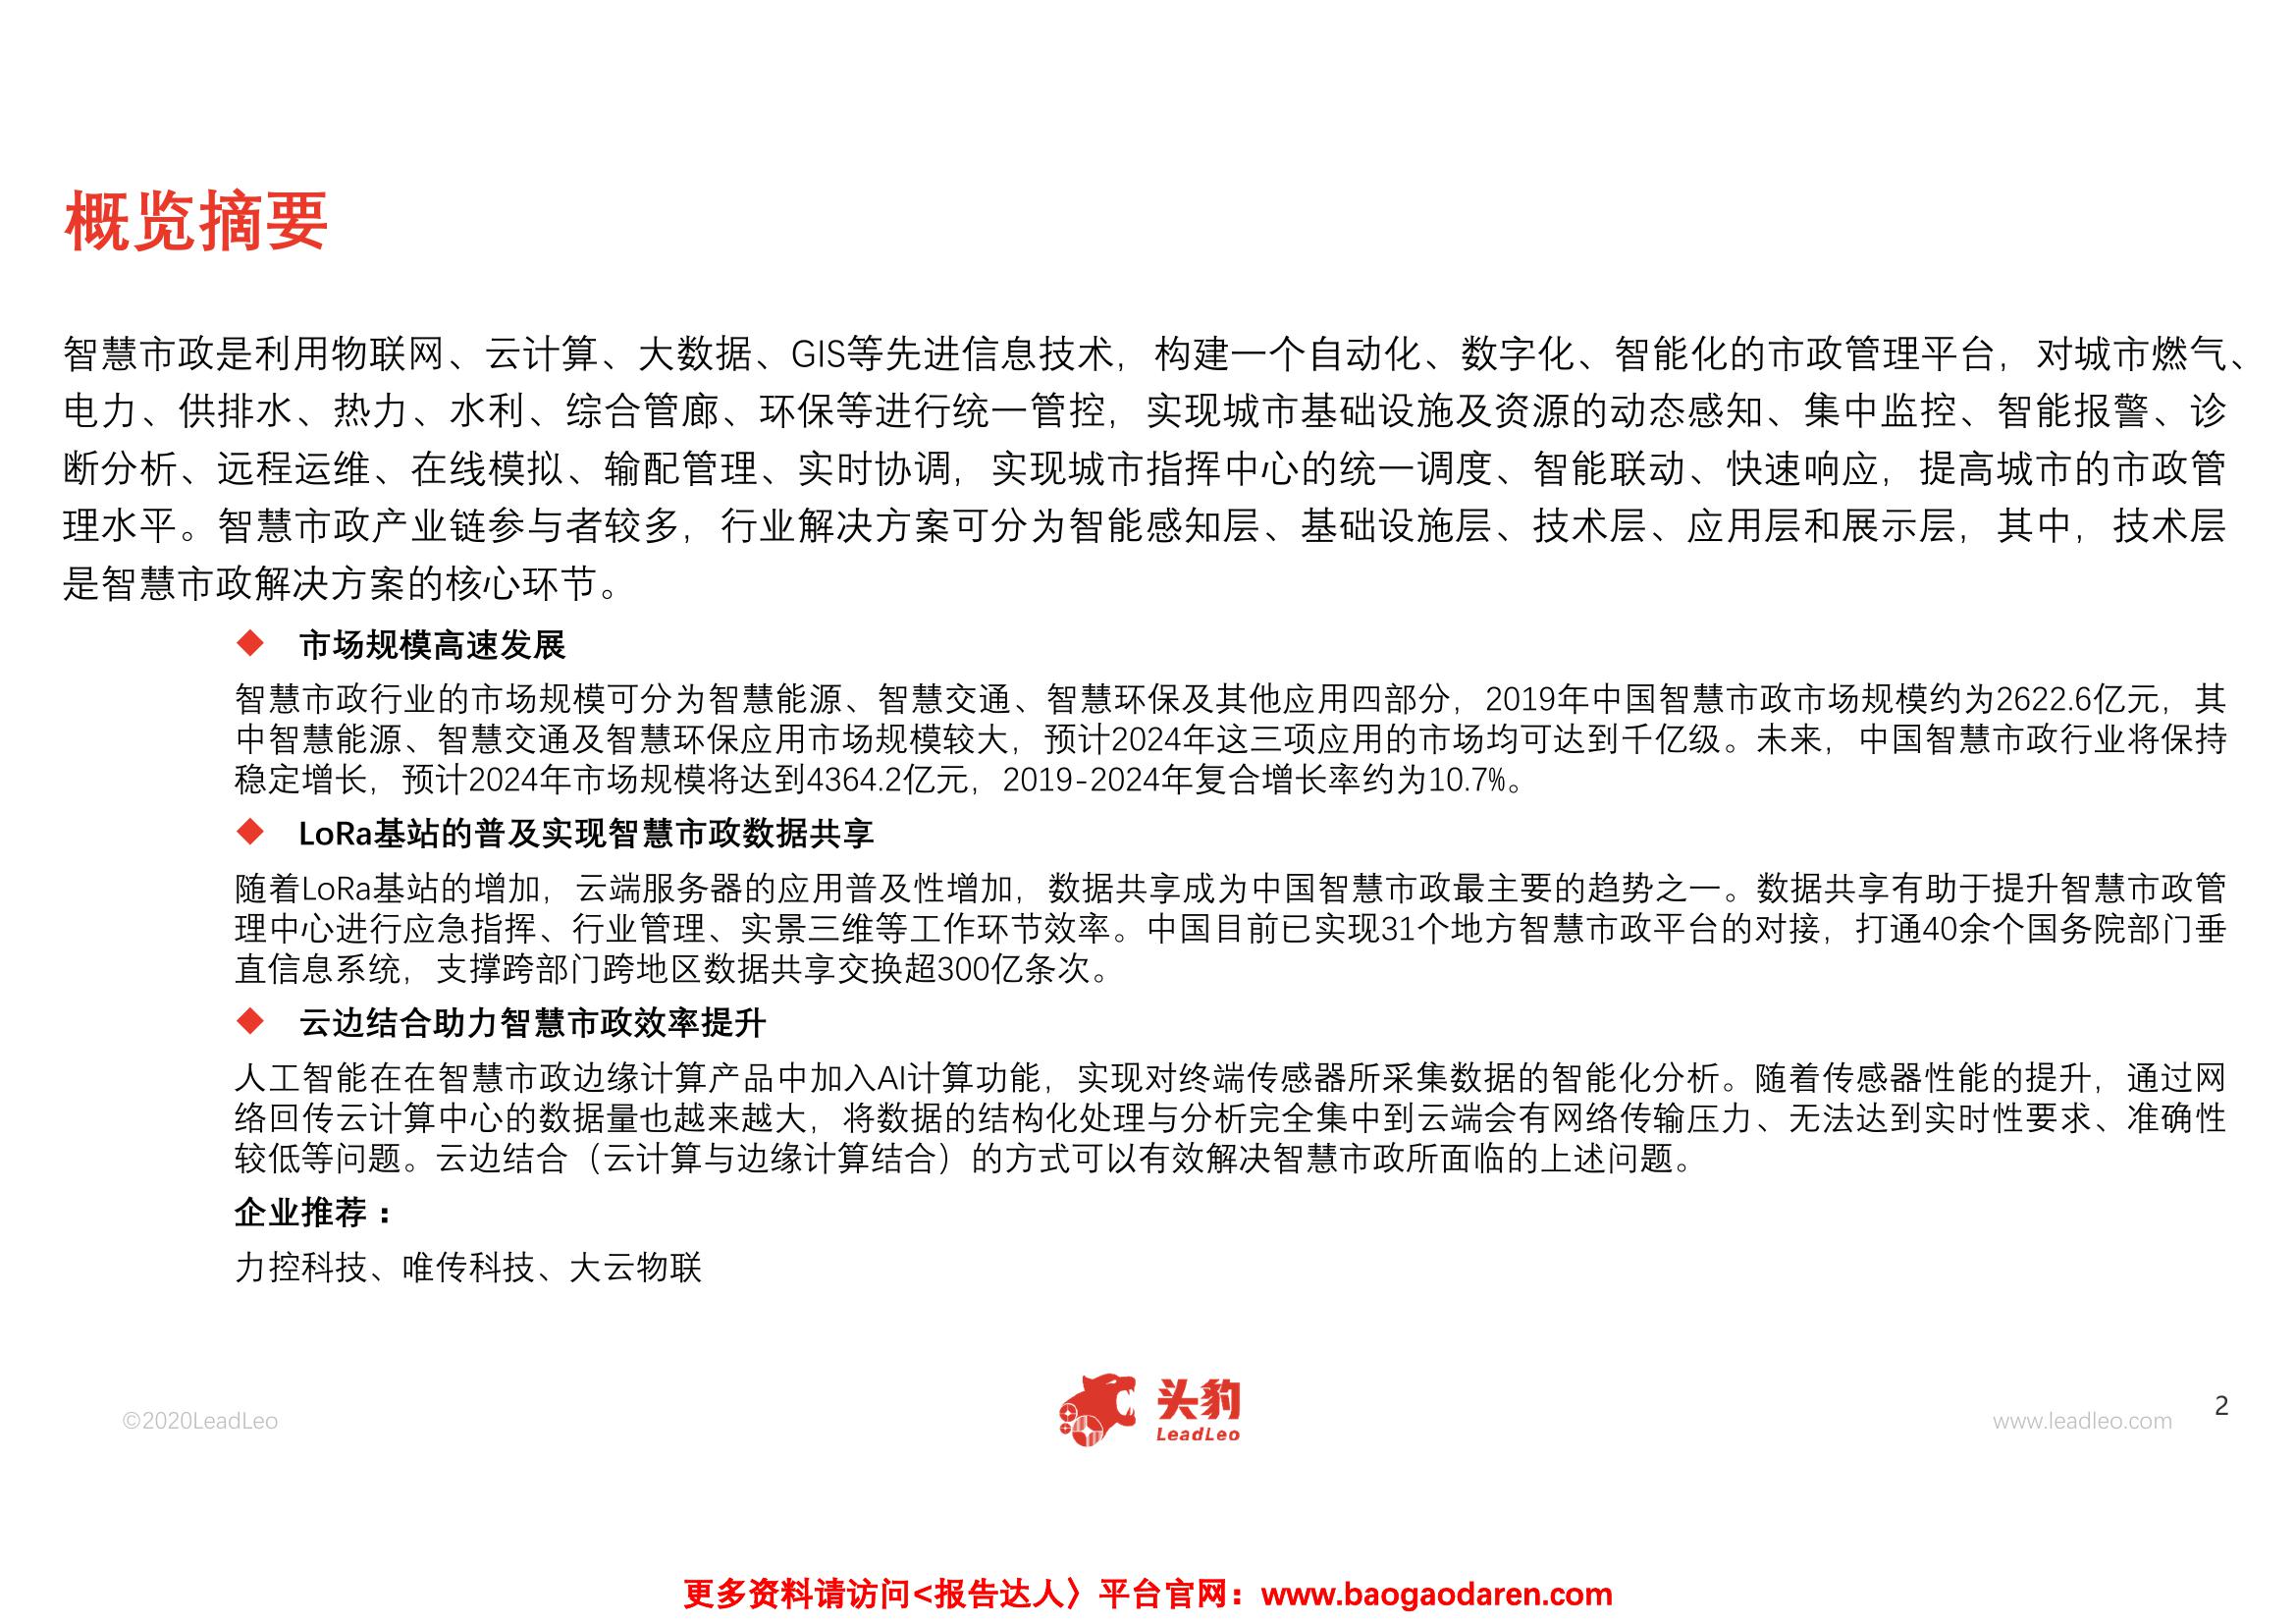 概览摘要
智慧市政是利用物联网、云计算、大数据、GIS等先进信息技术，构建一个自动化、数字化、智能化的市政管理平台，对城市燃气、
电力、供排水、热力、水利、综合管廊、环保等进行统一管控，实现城市基础设施及资源的动态感知、集中监控、智能报警、诊
断分析、远程运维、在线模拟、输配管理、实时协调，实现城市指挥中心的统一调度、智能联动、快速响应，提高城市的市政管
理水平。智慧市政产业链参与者较多，行业解决方案可分为智能感知层、基础设施层、技术层、应用层和展示层，其中，技术层
是智慧市政解决方案的核心环节。
◆ 市场规模高速发展
智慧市政行业的市场规模可分为智慧能源、智慧交通、智慧环保及其他应用四部分，2019年中国智慧市政市场规模约为2622.6亿元，其
中智慧能源、智慧交通及智慧环保应用市场规模较大，预计2024年这三项应用的市场均可达到千亿级。未来，中国智慧市政行业将保持
稳定增长，预计2024年市场规模将达到4364.2亿元，2019-2024年复合增长率约为10.7%。
◆ LoRa基站的普及实现智慧市政数据共享
随着LoRa基站的增加，云端服务器的应用普及性增加，数据共享成为中国智慧市政最主要的趋势之一。数据共享有助于提升智慧市政管
理中心进行应急指挥、行业管理、实景三维等工作环节效率。中国目前已实现31个地方智慧市政平台的对接，打通40余个国务院部门垂
直信息系统，支撑跨部门跨地区数据共享交换超300亿条次。
◆ 云边结合助力智慧市政效率提升
人工智能在在智慧市政边缘计算产品中加入AI计算功能，实现对终端传感器所采集数据的智能化分析。随着传感器性能的提升，通过网
络回传云计算中心的数据量也越来越大，将数据的结构化处理与分析完全集中到云端会有网络传输压力、无法达到实时性要求、准确性
较低等问题。云边结合（云计算与边缘计算结合）的方式可以有效解决智慧市政所面临的上述问题。
企业推荐：
力控科技、唯传科技、大云物联
©2020LeadLeo
头豹
LeadLeo
www.leadleo.com
2
更多资料请访问<报告达人〉平台官网：www.baogaodaren.com